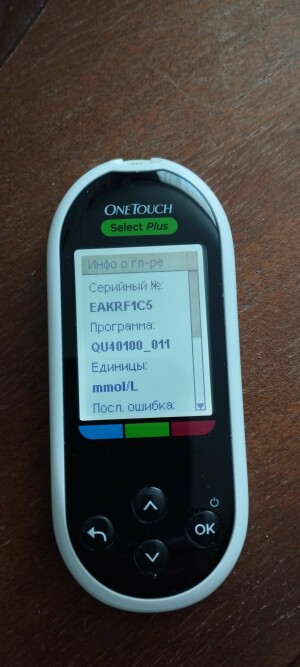 ONETOUCH
Select Plus
Инфо о гл-ре
Серийный №:
EAKRF1C5
Программа:
QU40100_011
Единицы:
mmol/L
Посл. ошибка:
OK